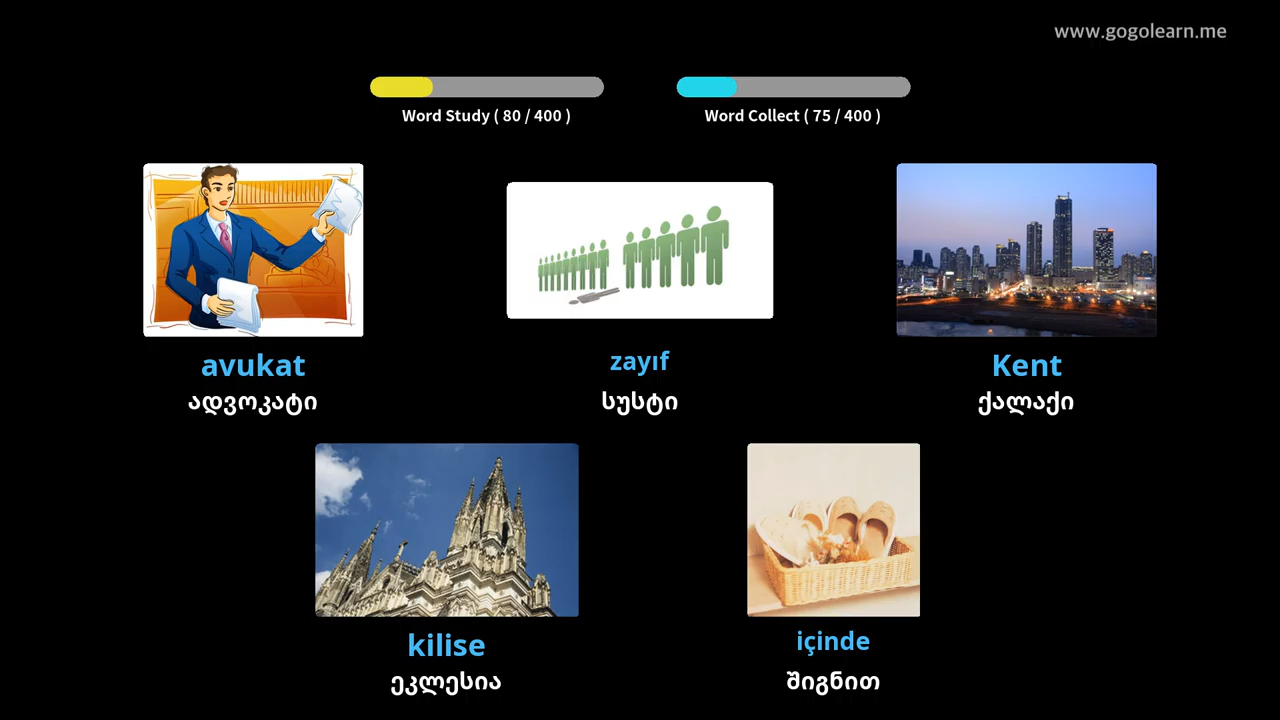 www.gogolearn.me
Word Study ( 80 / 400 )
Word Collect ( 75 / 400 )
avukat
ადვოკატი
zayıf
სუსტი
Kent
ქალაქი
kilise
ეკლესია
içinde
შიგნით